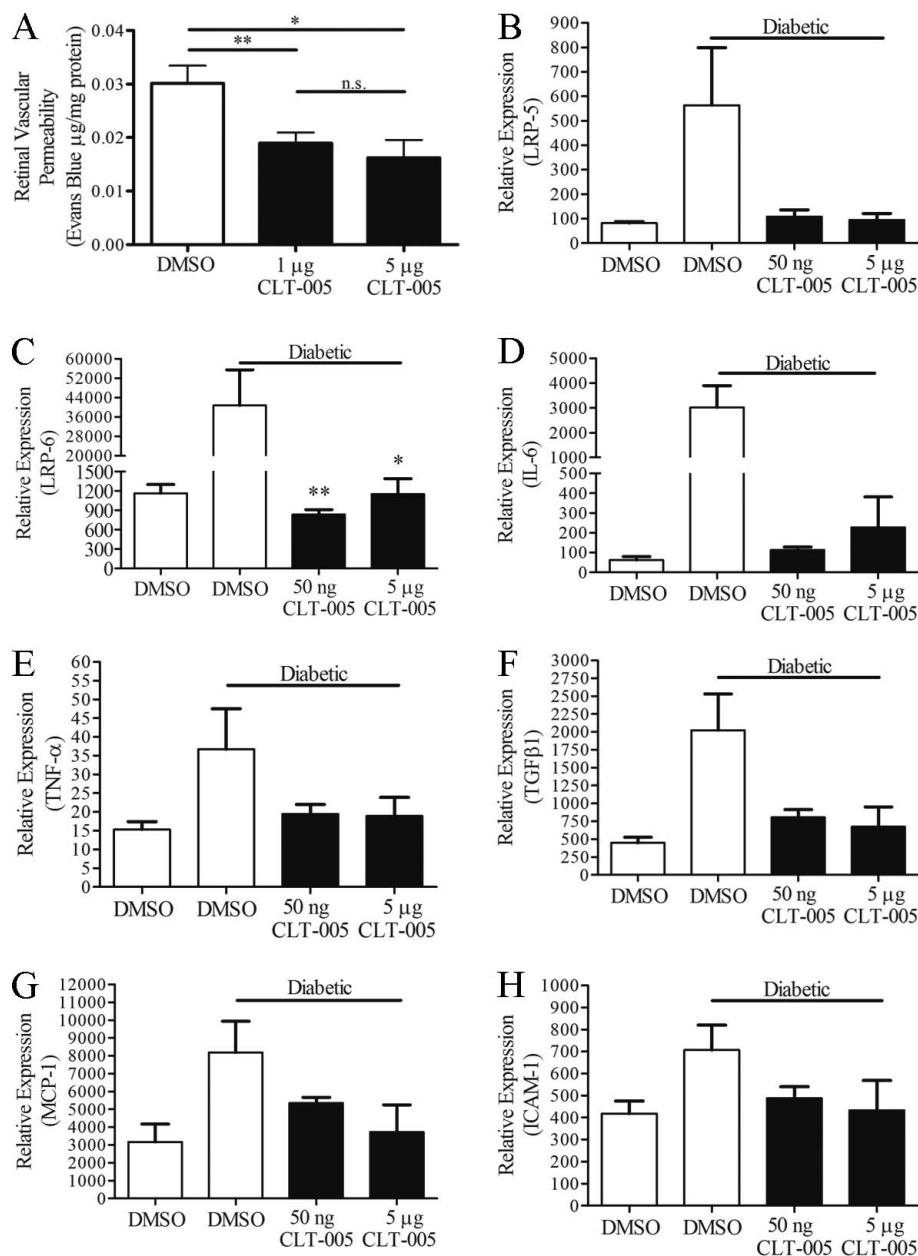 A
Retinal Vascular
Permeability
(Evans Blue μg/mg protein)
0.04
0.03
0.02
0.01
0.00
*
**
n.s.
DMSO
1 μg
5 μg
CLT-005
CLT-005
B
Relative Expression
(LRP-5)
900
800
700
600
500
400
300
200
100
0
Diabetic
DMSO
DMSO
50 ng
5 μg
CLT-005
CLT-005
C
Relative Expression
(LRP-6)
60000
52000
44000
36000
28000
20000
1500
1200
900
600
300
0
Diabetic
**
*
DMSO
DMSO
50 ng
5 μg
CLT-005
CLT-005
D
Relative Expression
(IL-6)
5000
4000
3000
2000
1000
500
400
300
200
100
0
Diabetic
DMSO
DMSO
50 ng
5 μg
CLT-005
CLT-005
E
Relative Expression
(TNF-α)
60
55
50
45
40
35
30
25
20
15
10
5
0
Diabetic
DMSO
DMSO
50 ng
5 μg
CLT-005
CLT-005
F
Relative Expression
(TGFβ1)
3000
2750
2500
2250
2000
1750
1500
1250
1000
750
500
250
0
Diabetic
DMSO
DMSO
50 ng
5 μg
CLT-005
CLT-005
G
Relative Expression
(MCP-1)
12000
11000
10000
9000
8000
7000
6000
5000
4000
3000
2000
1000
0
Diabetic
DMSO
DMSO
50 ng
5 μg
CLT-005
CLT-005
H
Relative Expression
(ICAM-1)
1000
900
800
700
600
500
400
300
200
100
0
Diabetic
DMSO
DMSO
50 ng
5 μg
CLT-005
CLT-005